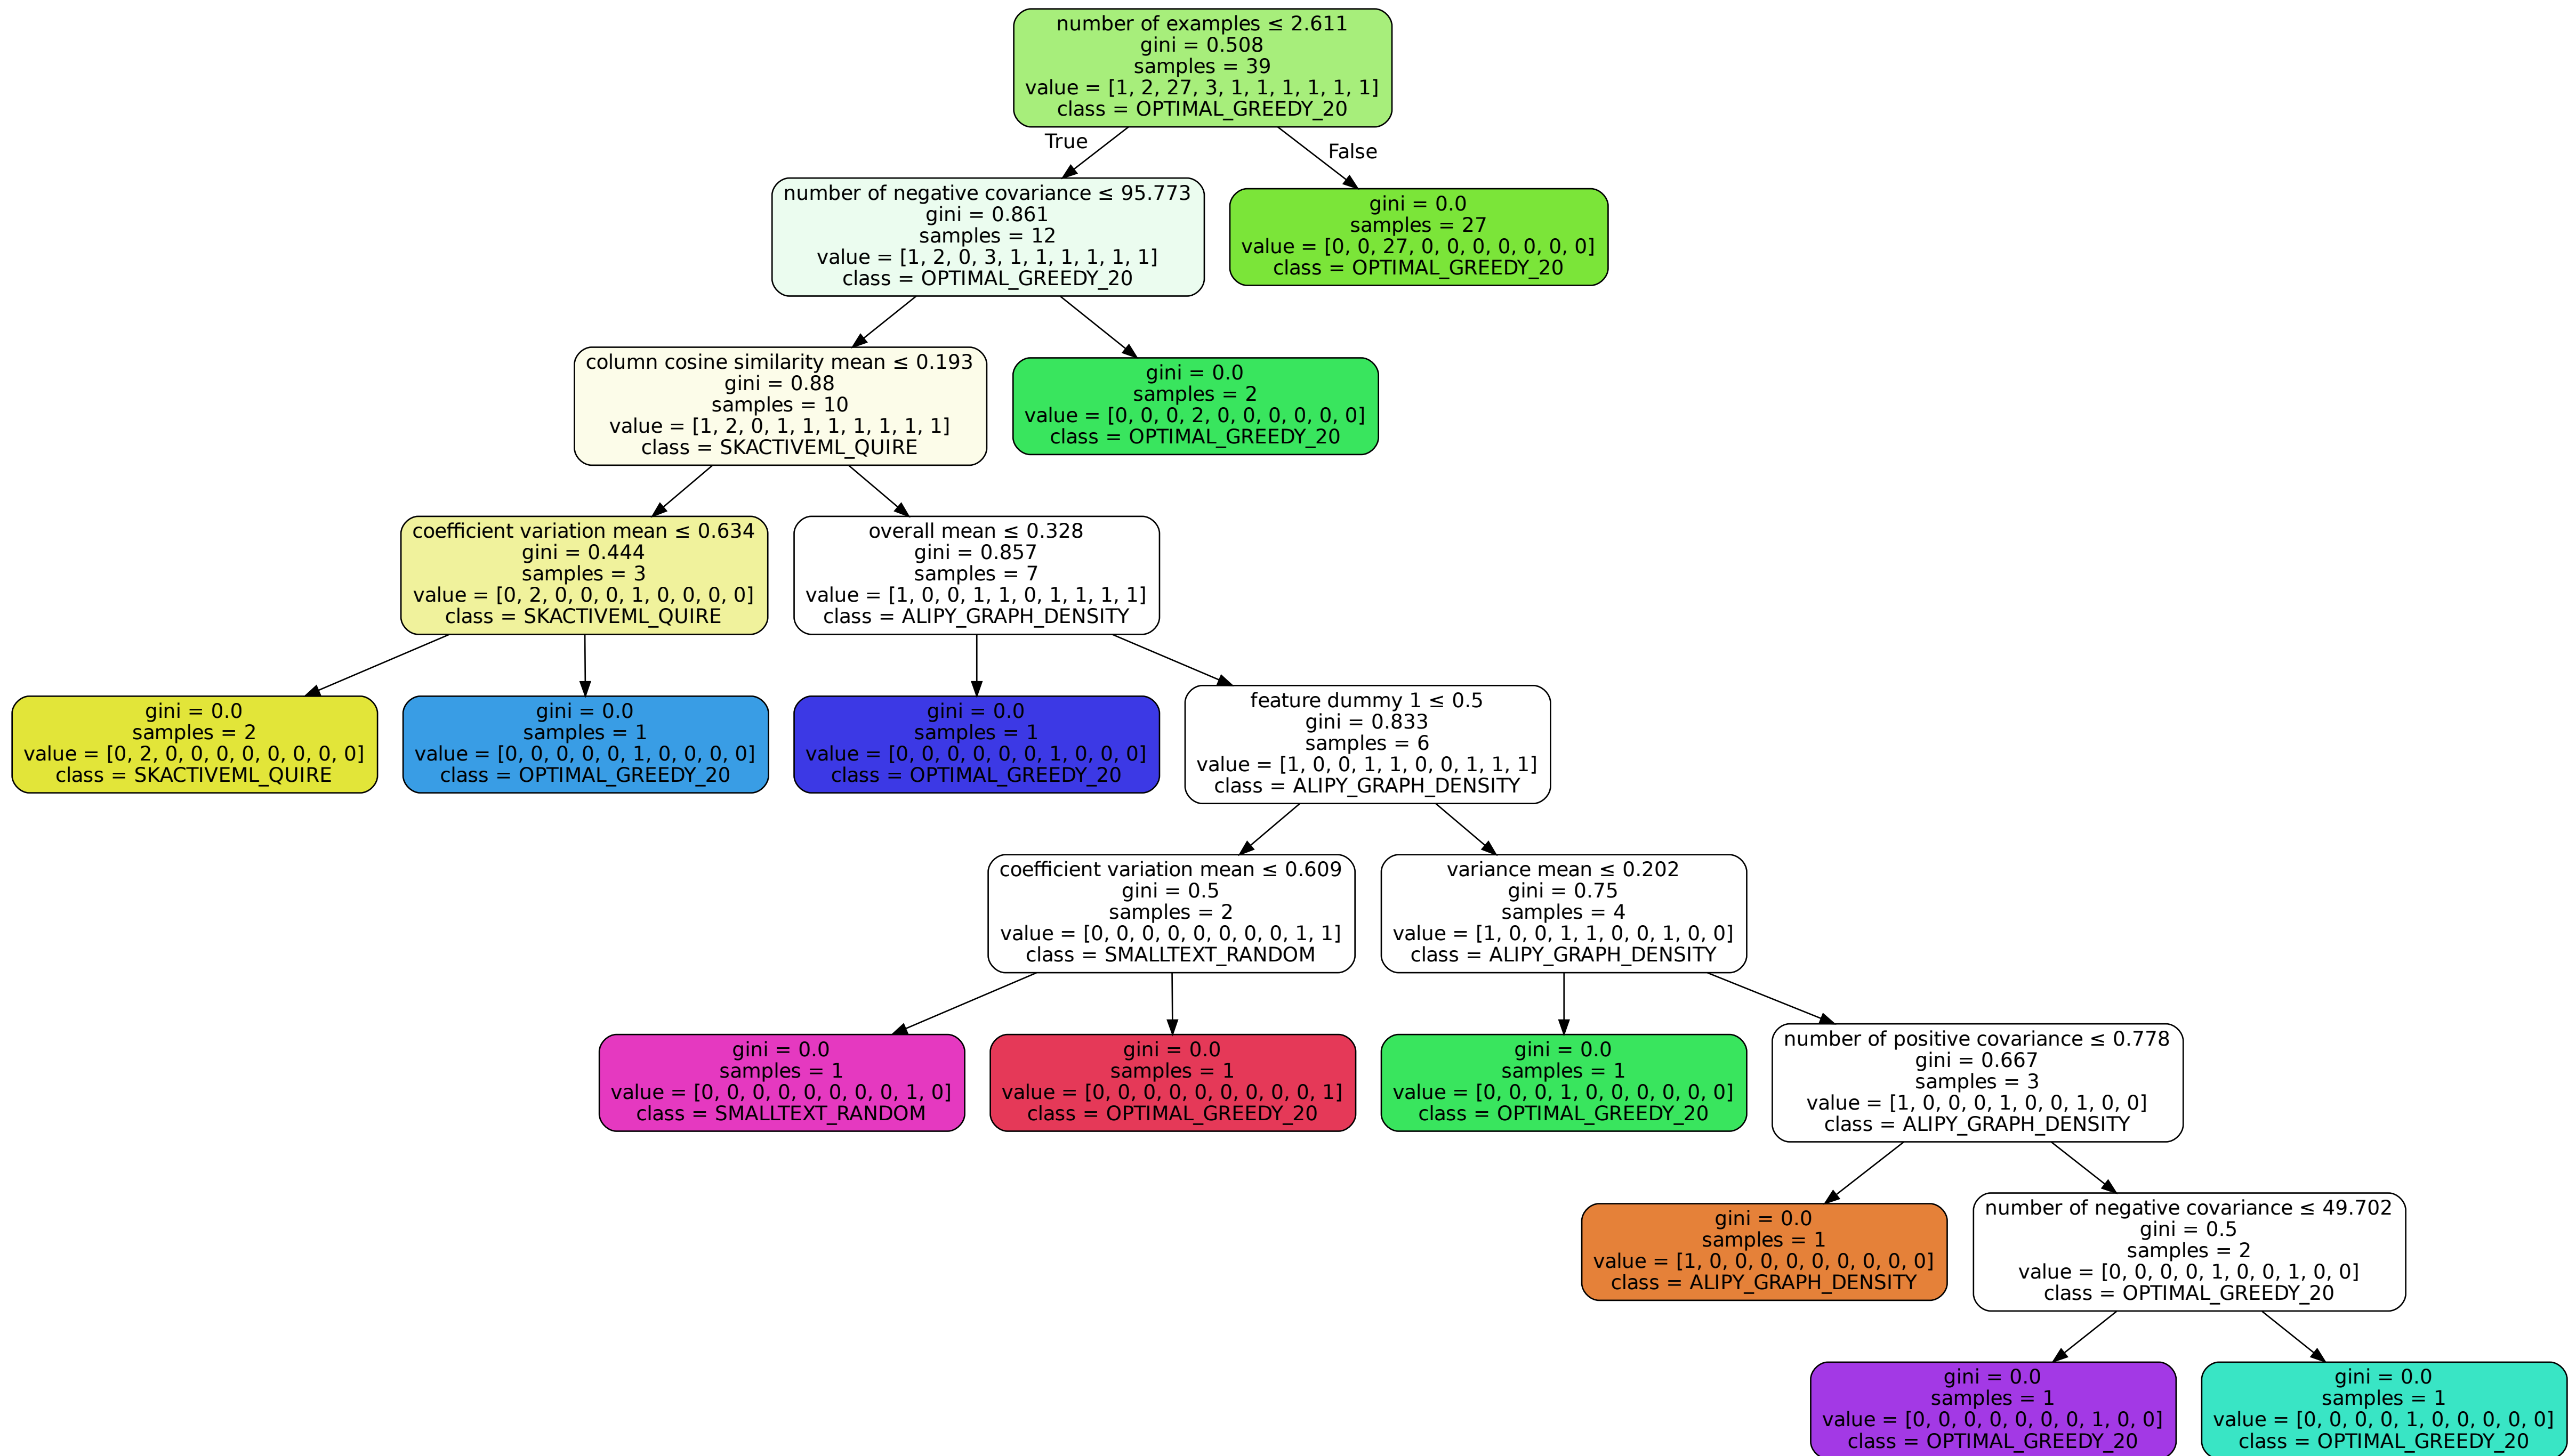 number of examples ≤ 2.611
gini = 0.508
samples = 39
value = [1, 2, 27, 3, 1, 1, 1, 1, 1, 1]
class = OPTIMAL_GREEDY_20
True
False
number of negative covariance ≤ 95.773
gini = 0.861
samples = 12
value = [1, 2, 0, 3, 1, 1, 1, 1, 1, 1]
class = OPTIMAL_GREEDY_20
gini = 0.0
samples = 27
value = [0, 0, 27, 0, 0, 0, 0, 0, 0, 0]
class = OPTIMAL_GREEDY_20
column cosine similarity mean ≤ 0.193
gini = 0.88
samples = 10
value = [1, 2, 0, 1, 1, 1, 1, 1, 1, 1]
class = SKACTIVEML_QUIRE
gini = 0.0
samples = 2
value = [0, 0, 0, 2, 0, 0, 0, 0, 0, 0]
class = OPTIMAL_GREEDY_20
coefficient variation mean ≤ 0.634
gini = 0.444
samples = 3
value = [0, 2, 0, 0, 0, 1, 0, 0, 0, 0]
class = SKACTIVEML_QUIRE
overall mean ≤ 0.328
gini = 0.857
samples = 7
value = [1, 0, 0, 1, 1, 0, 1, 1, 1, 1]
class = ALIPY_GRAPH_DENSITY
gini = 0.0
samples = 2
value = [0, 2, 0, 0, 0, 0, 0, 0, 0, 0]
class = SKACTIVEML_QUIRE
gini = 0.0
samples = 1
value = [0, 0, 0, 0, 0, 1, 0, 0, 0, 0]
class = OPTIMAL_GREEDY_20
gini = 0.0
samples = 1
value = [0, 0, 0, 0, 0, 0, 1, 0, 0, 0]
class = OPTIMAL_GREEDY_20
feature dummy 1 ≤ 0.5
gini = 0.833
samples = 6
value = [1, 0, 0, 1, 1, 0, 0, 1, 1, 1]
class = ALIPY_GRAPH_DENSITY
coefficient variation mean ≤ 0.609
gini = 0.5
samples = 2
value = [0, 0, 0, 0, 0, 0, 0, 0, 1, 1]
class = SMALLTEXT_RANDOM
variance mean ≤ 0.202
gini = 0.75
samples = 4
value = [1, 0, 0, 1, 1, 0, 0, 1, 0, 0]
class = ALIPY_GRAPH_DENSITY
gini = 0.0
samples = 1
value = [0, 0, 0, 0, 0, 0, 0, 0, 1, 0]
class = SMALLTEXT_RANDOM
gini = 0.0
samples = 1
value = [0, 0, 0, 0, 0, 0, 0, 0, 0, 1]
class = OPTIMAL_GREEDY_20
gini = 0.0
samples = 1
value = [0, 0, 0, 1, 0, 0, 0, 0, 0, 0]
class = OPTIMAL_GREEDY_20
number of positive covariance ≤ 0.778
gini = 0.667
samples = 3
value = [1, 0, 0, 0, 1, 0, 0, 1, 0, 0]
class = ALIPY_GRAPH_DENSITY
gini = 0.0
samples = 1
value = [1, 0, 0, 0, 0, 0, 0, 0, 0, 0]
class = ALIPY_GRAPH_DENSITY
number of negative covariance ≤ 49.702
gini = 0.5
samples = 2
value = [0, 0, 0, 0, 1, 0, 0, 1, 0, 0]
class = OPTIMAL_GREEDY_20
gini = 0.0
samples = 1
value = [0, 0, 0, 0, 0, 0, 0, 1, 0, 0]
class = OPTIMAL_GREEDY_20
gini = 0.0
samples = 1
value = [0, 0, 0, 0, 1, 0, 0, 0, 0, 0]
class = OPTIMAL_GREEDY_20